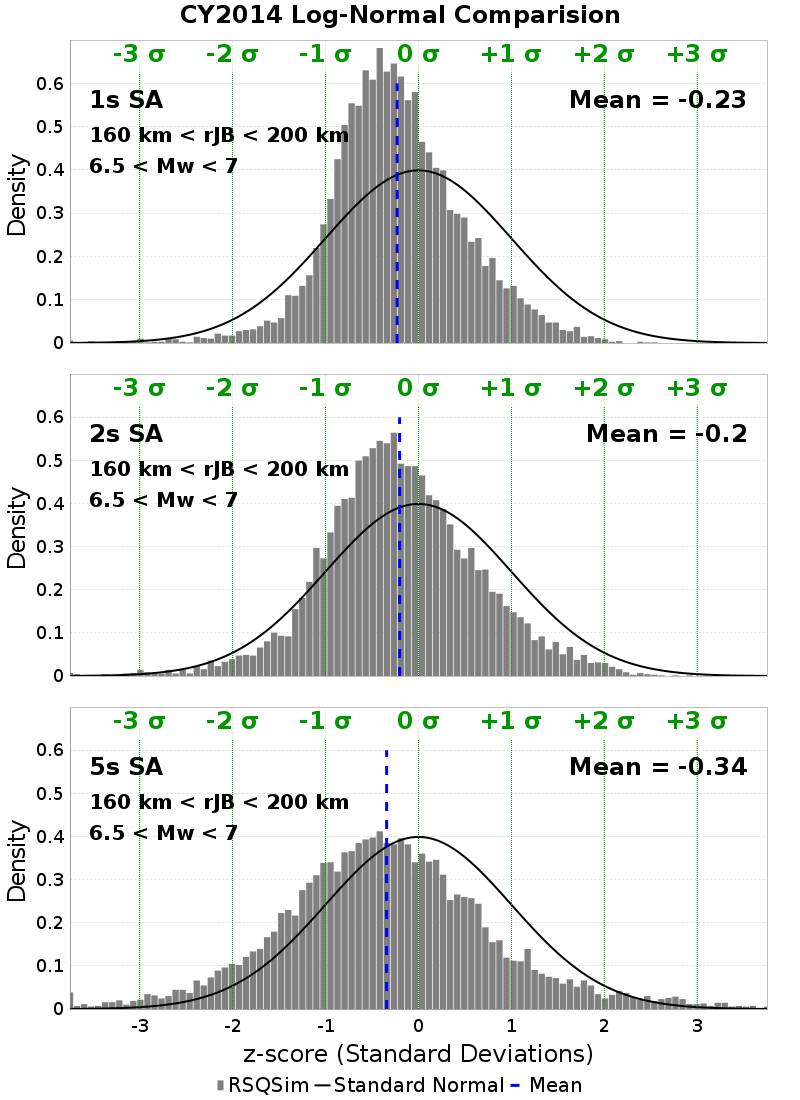 CY2014 Log-Normal Comparision
-3 σ -2 σ -1 σ 0 σ +1 σ +2 σ +3 σ
1s SA Mean = -0.23
160 km < rJB < 200 km
6.5 < Mw < 7
Density
0.6
0.5
0.4
0.3
0.2
0.1
0
-3 σ -2 σ -1 σ 0 σ +1 σ +2 σ +3 σ
2s SA Mean = -0.2
160 km < rJB < 200 km
6.5 < Mw < 7
Density
0.6
0.5
0.4
0.3
0.2
0.1
0
-3 σ -2 σ -1 σ 0 σ +1 σ +2 σ +3 σ
5s SA Mean = -0.34
160 km < rJB < 200 km
6.5 < Mw < 7
Density
0.6
0.5
0.4
0.3
0.2
0.1
0
-3 -2 -1 0 1 2 3
z-score (Standard Deviations)
RSQSim Standard Normal Mean